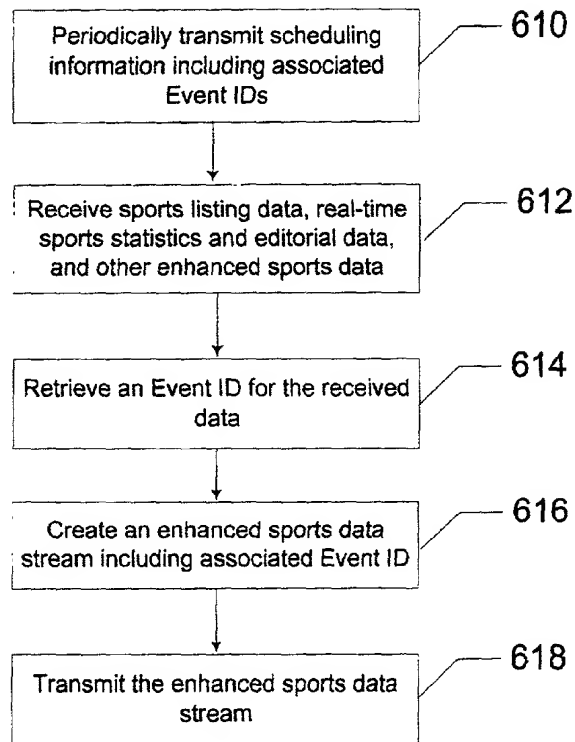 610
Periodically transmit scheduling
information including associated
Event IDs
612
Receive sports listing data, real-time
sports statistics and editorial data,
and other enhanced sports data
614
Retrieve an Event ID for the received
data
616
Create an enhanced sports data
stream including associated Event ID
618
Transmit the enhanced sports data
stream